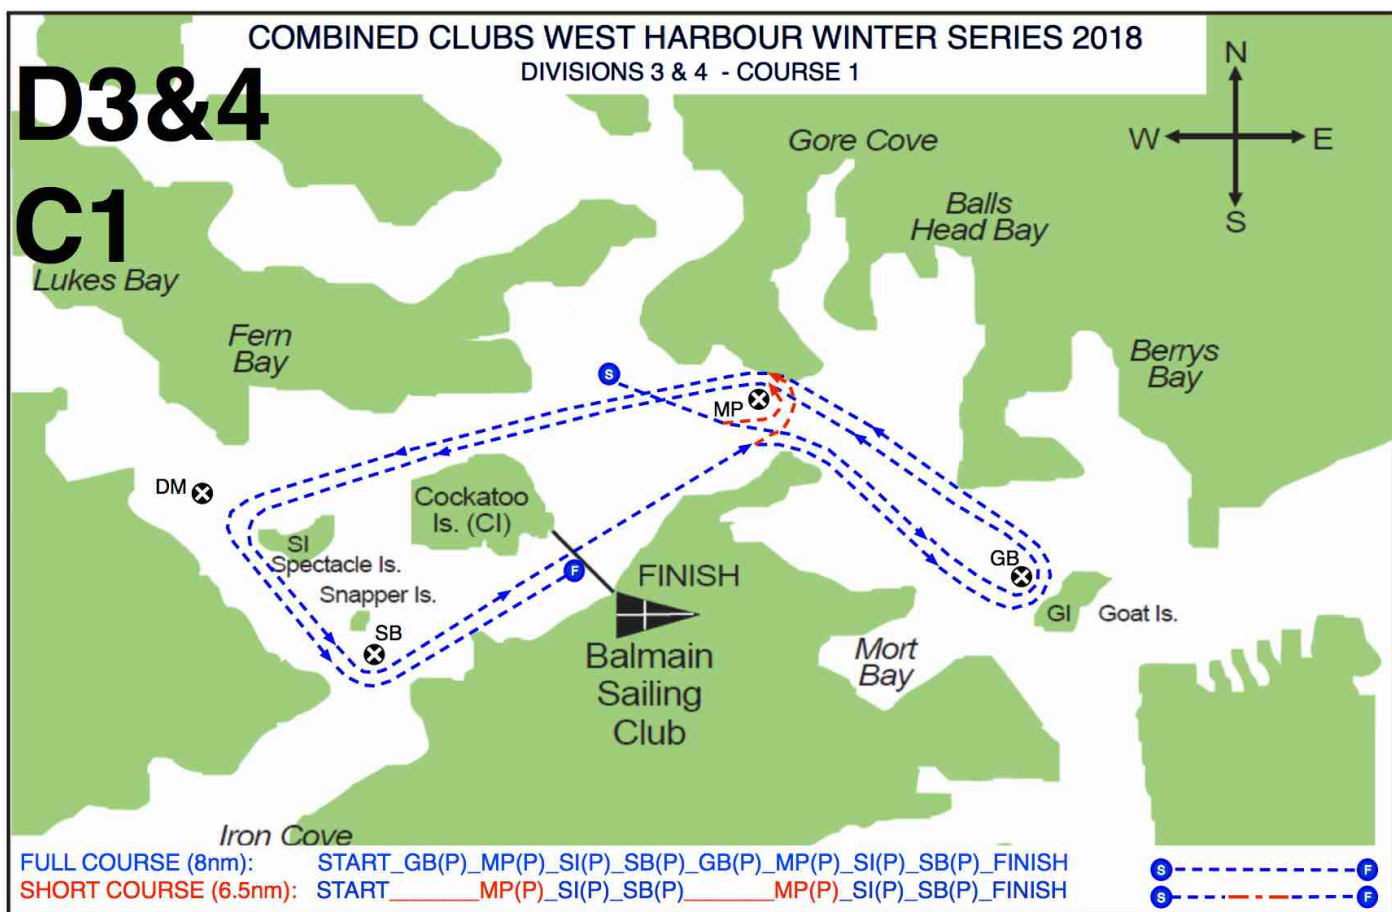 COMBINED CLUBS WEST HARBOUR WINTER SERIES 2018
DIVISIONS 3 & 4 - COURSE 1
D3&4
C1
N
W E
S
Gore Cove
Balls
Head Bay
Lukes Bay
Fern
Bay
Berrys
Bay
S
MP
DM
Cockatoo
Is. (CI)
SI
Spectacle Is.
Snapper Is.
SB
F
FINISH
GB
GI
Goat Is.
Balmain
Sailing
Club
Mort
Bay
Iron Cove
FULL COURSE (8nm): START_GB(P)_MP(P)_SI(P)_SB(P)_GB(P)_MP(P)_SI(P)_SB(P)_FINISH S F
SHORT COURSE (6.5nm): START_______MP(P)_SI(P)_SB(P)_______MP(P)_SI(P)_SB(P)_FINISH S F